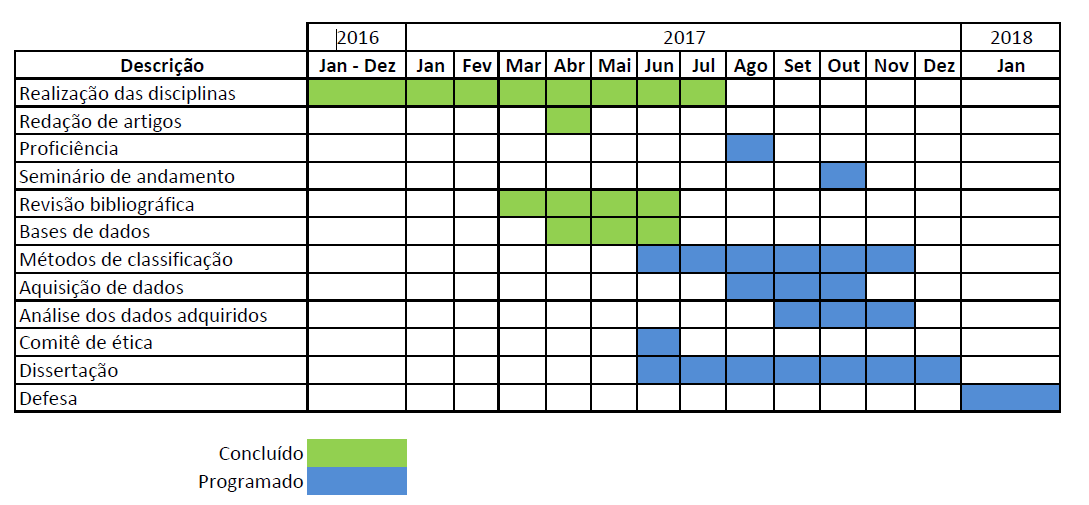 2016 2017 2018
Descrição Jan - Dez Jan Fev Mar Abr Mai Jun Jul Ago Set Out Nov Dez Jan
Realização das disciplinas
Redação de artigos
Proficiência
Seminário de andamento
Revisão bibliográfica
Bases de dados
Métodos de classificação
Aquisição de dados
Análise dos dados adquiridos
Comitê de ética
Dissertação
Defesa
Concluído
Programado